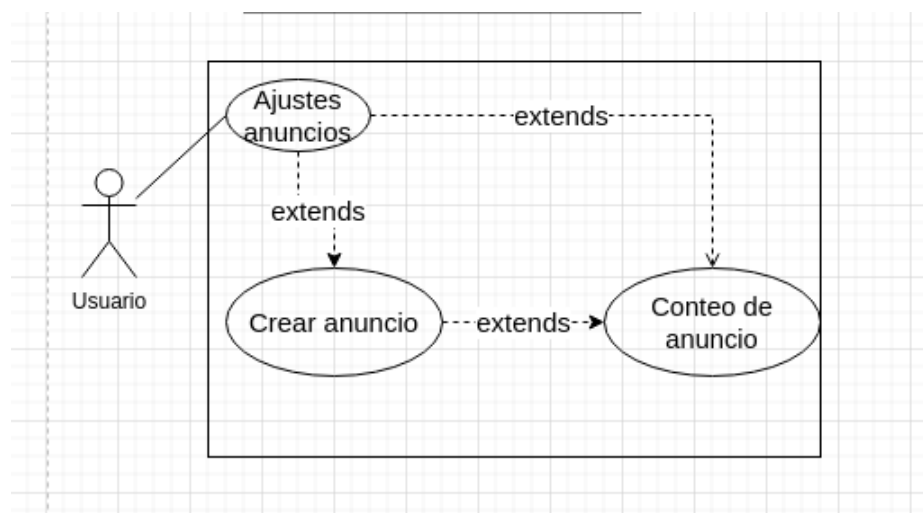 Ajustes
anuncios
extends
extends
Usuario
Crear anuncio
extends
Conteo de
anuncio